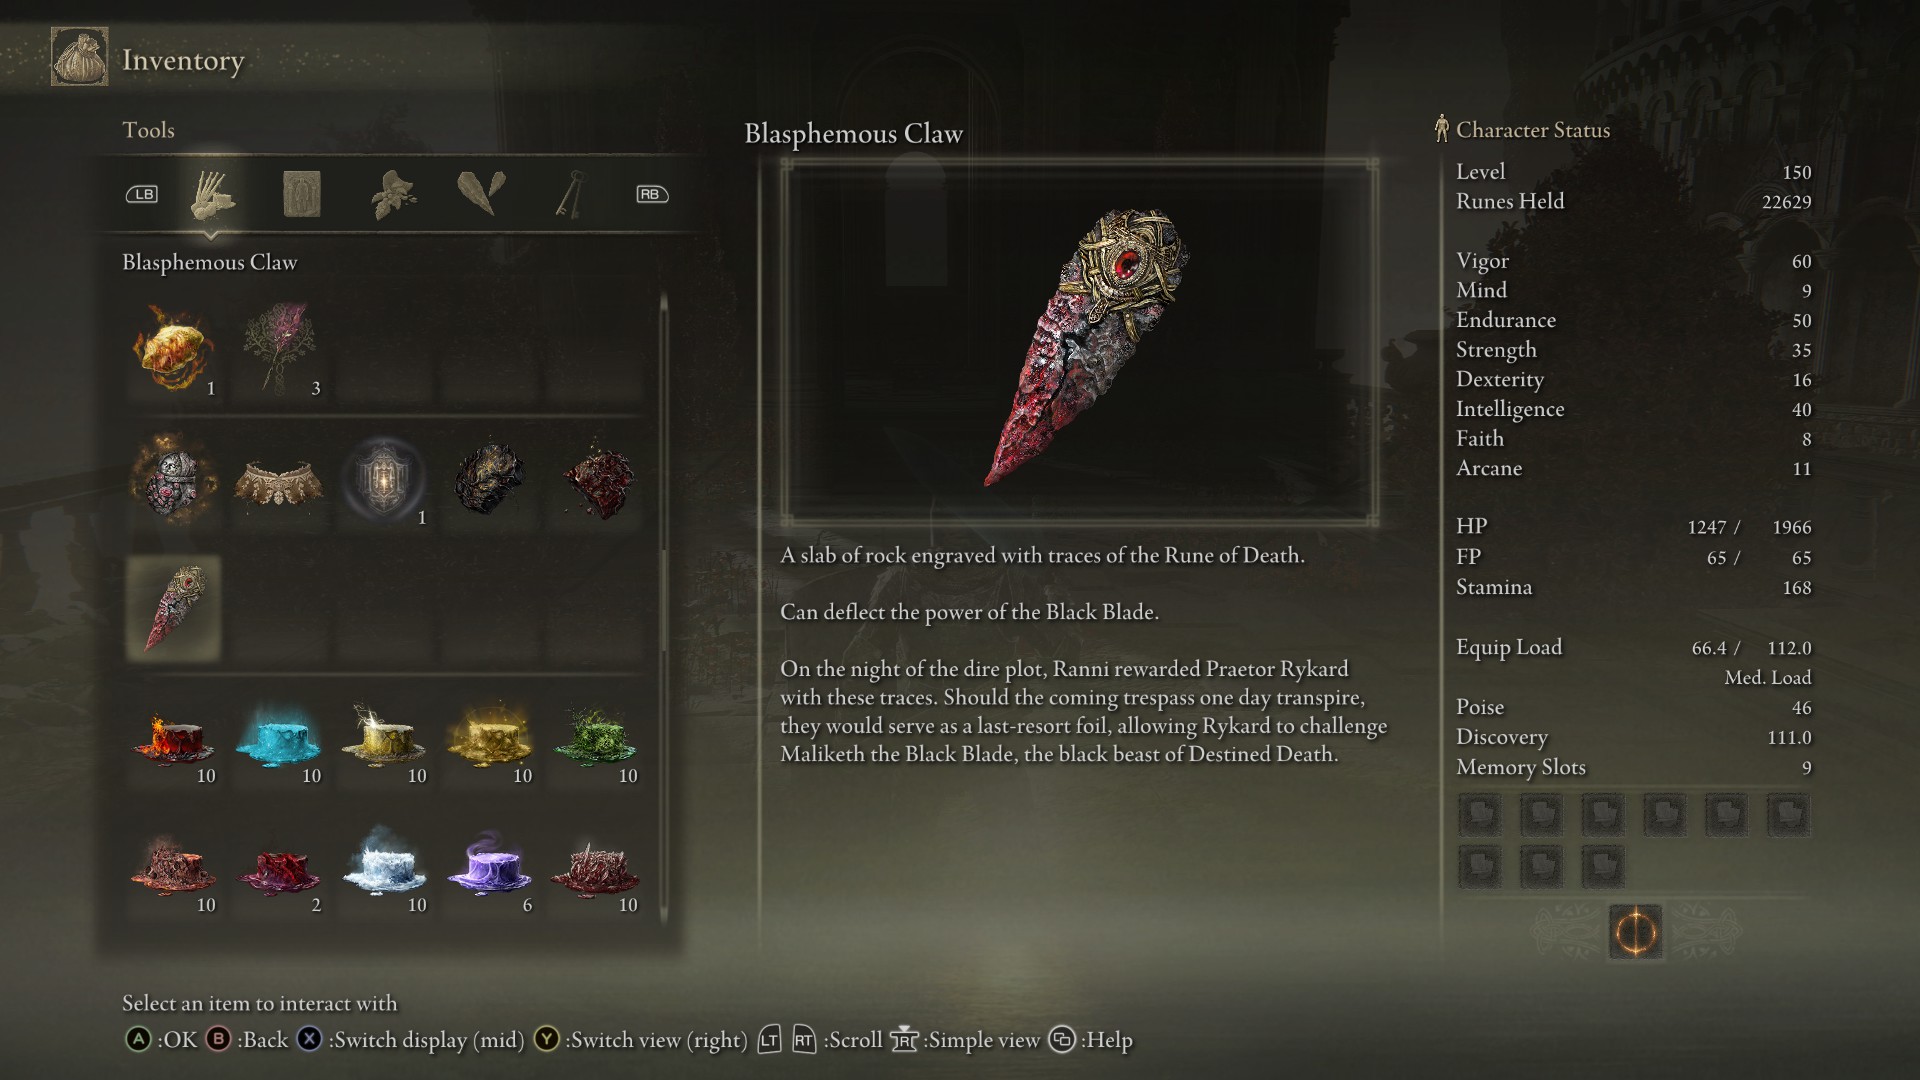 Inventory
Tools
LB
RB
Blasphemous Claw
1
3
1
10 10 10 10 10
10 2 10 6 10
Blasphemous Claw
A slab of rock engraved with traces of the Rune of Death.
Can deflect the power of the Black Blade.
On the night of the dire plot, Ranni rewarded Praetor Rykard
with these traces. Should the coming trespass one day transpire,
they would serve as a last-resort foil, allowing Rykard to challenge
Maliketh the Black Blade, the black beast of Destined Death.
Character Status
Level 150
Runes Held 22629
Vigor 60
Mind 9
Endurance 50
Strength 35
Dexterity 16
Intelligence 40
Faith 8
Arcane 11
HP 1247 / 1966
FP 65 / 65
Stamina 168
Equip Load 66.4 / 112.0
Med. Load
Poise 46
Discovery 111.0
Memory Slots 9
Select an item to interact with
A :OK B :Back X :Switch display (mid) Y :Switch view (right) LT RT :Scroll R :Simple view :Help